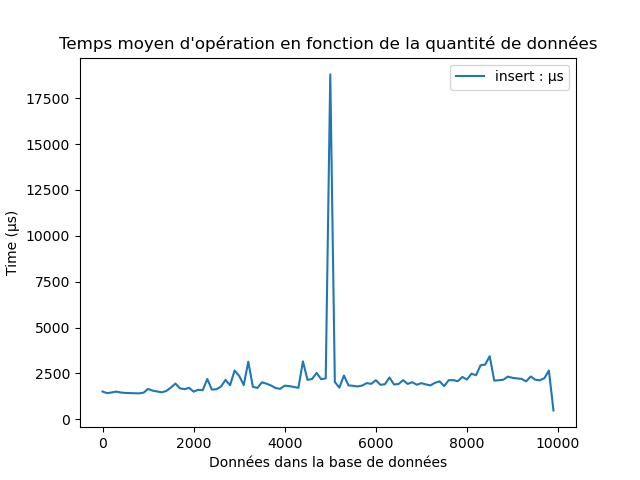 Temps moyen d'opération en fonction de la quantité de données
insert : µs
17500
15000
12500
10000
7500
5000
2500
0
Time (µs)
0 2000 4000 6000 8000 10000
Données dans la base de données